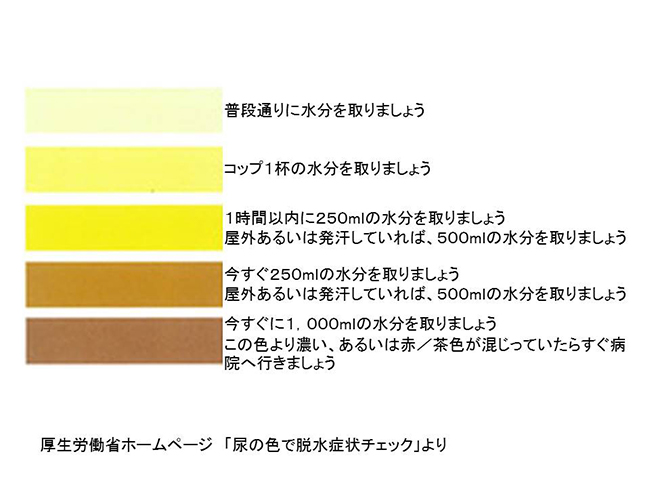 普段通りに水分を取りましょう
コップ１杯の水分を取りましょう
１時間以内に250mlの水分を取りましょう
屋外あるいは発汗していれば、500mlの水分を取りましょう
今すぐ250mlの水分を取りましょう
屋外あるいは発汗していれば、500mlの水分を取りましょう
今すぐに１，０００mlの水分を取りましょう
この色より濃い、あるいは赤／茶色が混じっていたらすぐ病
院へ行きましょう
厚生労働省ホームページ　「尿の色で脱水症状チェック」より